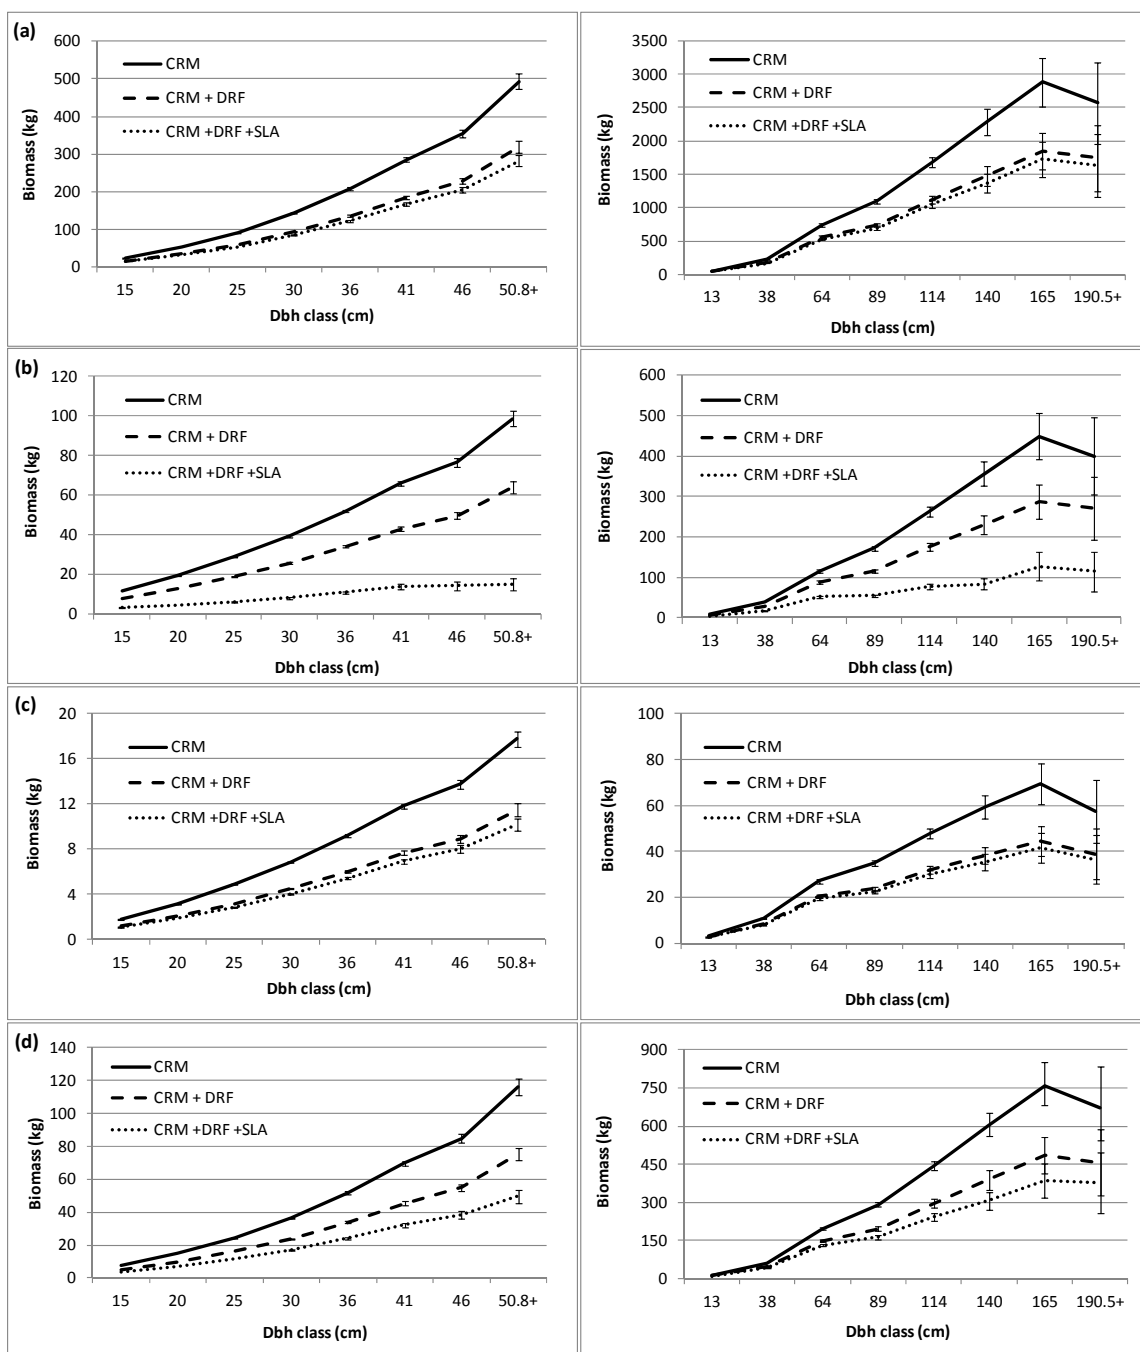 (a)
600
500
400
300
200
100
0
Biomass (kg)
CRM
CRM + DRF
CRM +DRF +SLA
15 20 25 30 36 41 46 50.8+
Dbh class (cm)
3500
3000
2500
2000
1500
1000
500
0
Biomass (kg)
CRM
CRM + DRF
CRM +DRF +SLA
13 38 64 89 114 140 165 190.5+
Dbh class (cm)
(b)
120
100
80
60
40
20
0
Biomass (kg)
CRM
CRM + DRF
CRM +DRF +SLA
15 20 25 30 36 41 46 50.8+
Dbh class (cm)
600
500
400
300
200
100
0
Biomass (kg)
CRM
CRM + DRF
CRM +DRF +SLA
13 38 64 89 114 140 165 190.5+
Dbh class (cm)
(c)
20
16
12
8
4
0
Biomass (kg)
CRM
CRM + DRF
CRM +DRF +SLA
15 20 25 30 36 41 46 50.8+
Dbh class (cm)
100
80
60
40
20
0
Biomass (kg)
CRM
CRM + DRF
CRM +DRF +SLA
13 38 64 89 114 140 165 190.5+
Dbh class (cm)
(d)
140
120
100
80
60
40
20
0
Biomass (kg)
CRM
CRM + DRF
CRM +DRF +SLA
15 20 25 30 36 41 46 50.8+
Dbh class (cm)
900
750
600
450
300
150
0
Biomass (kg)
CRM
CRM + DRF
CRM +DRF +SLA
13 38 64 89 114 140 165 190.5+
Dbh class (cm)